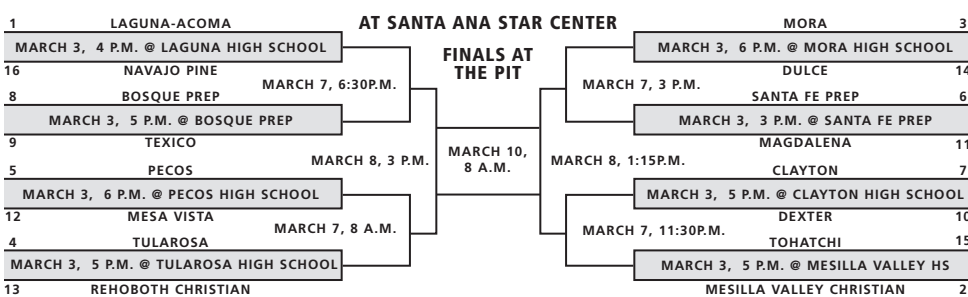 AT SANTA ANA STAR CENTER
FINALS AT
THE PIT
1 LAGUNA-ACOMA
MARCH 3, 4 P.M. @ LAGUNA HIGH SCHOOL
16 NAVAJO PINE
MARCH 7, 6:30P.M.
8 BOSQUE PREP
MARCH 3, 5 P.M. @ BOSQUE PREP
9 TEXICO
MARCH 8, 3 P.M.
5 PECOS
MARCH 3, 6 P.M. @ PECOS HIGH SCHOOL
12 MESA VISTA
MARCH 7, 8 A.M.
4 TULAROSA
MARCH 3, 5 P.M. @ TULAROSA HIGH SCHOOL
13 REHOBOTH CHRISTIAN
MARCH 10,
8 A.M.
MORA 3
MARCH 3, 6 P.M. @ MORA HIGH SCHOOL
DULCE 14
MARCH 7, 3 P.M.
SANTA FE PREP 6
MARCH 3, 3 P.M. @ SANTA FE PREP
MAGDALENA 11
MARCH 8, 1:15P.M.
CLAYTON 7
MARCH 3, 5 P.M. @ CLAYTON HIGH SCHOOL
DEXTER 10
MARCH 7, 11:30P.M.
TOHATCHI 15
MARCH 3, 5 P.M. @ MESILLA VALLEY HS
MESILLA VALLEY CHRISTIAN 2